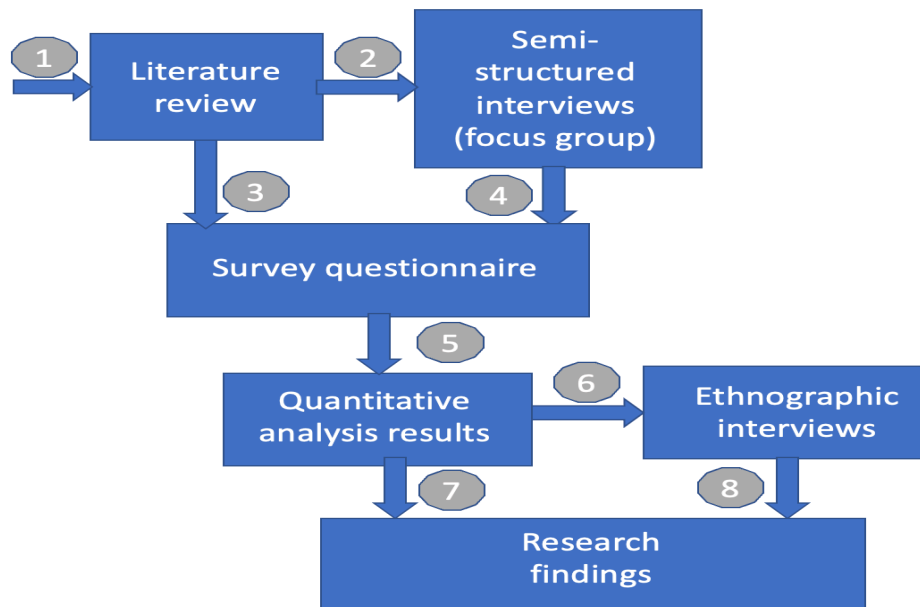 1
Literature
review
2
Semi-
structured
interviews
(focus group)
3
4
Survey questionnaire
5
Quantitative
analysis results
6
Ethnographic
interviews
7
8
Research
findings